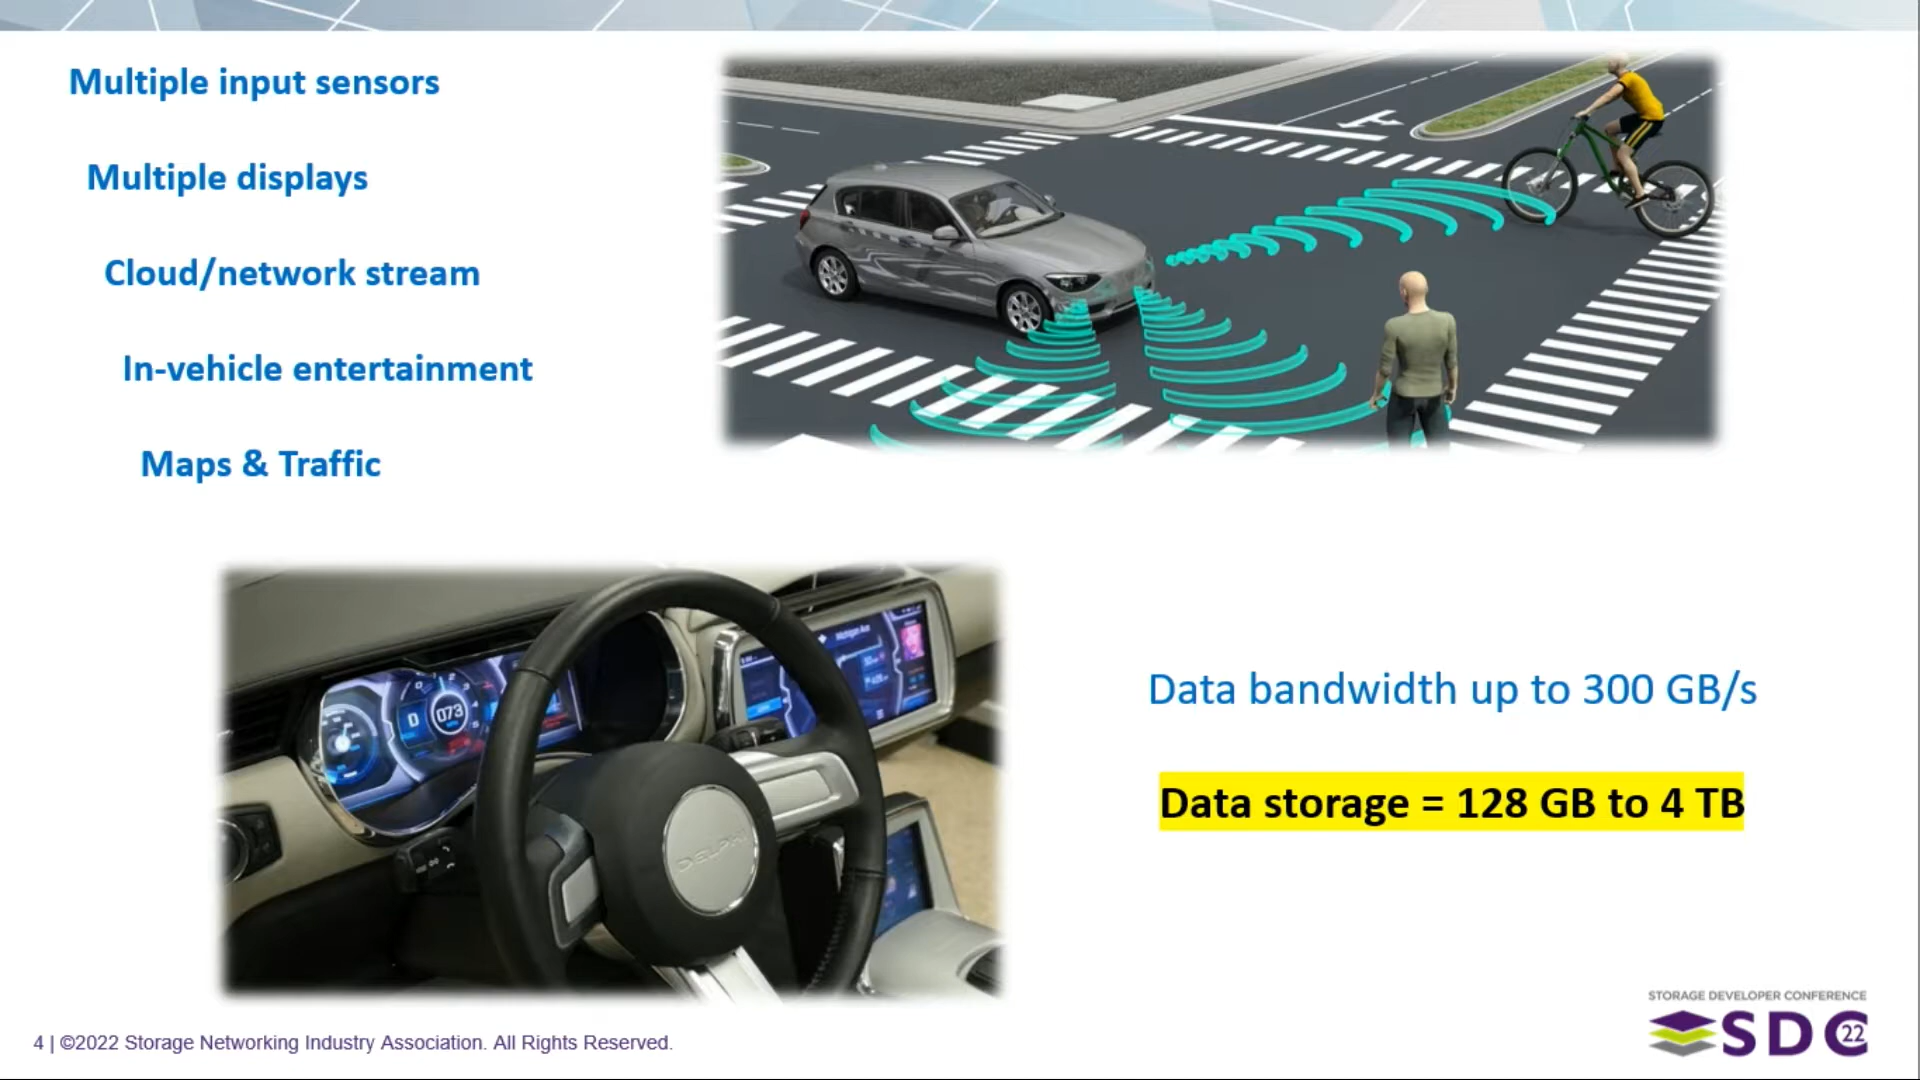 Multiple input sensors
Multiple displays
Cloud/network stream
In-vehicle entertainment
Maps & Traffic
073
DELPHI
Data bandwidth up to 300 GB/s
Data storage = 128 GB to 4 TB
STORAGE DEVELOPER CONFERENCE
SDC 22
4 | ©2022 Storage Networking Industry Association. All Rights Reserved.